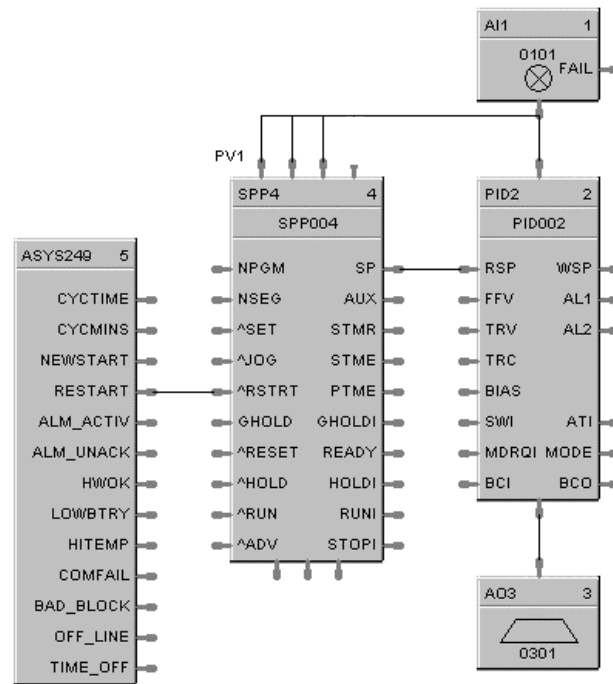 AI1 1
0101
FAIL
PV1
SPP4 4
SPP004
NPGM SP
NSEG AUX
^SET STMR
^JOG STME
^RSTRT PTME
GHOLD GHOLDI
^RESET READY
^HOLD HOLDI
^RUN RUNI
^ADV STOPI
PID2 2
PID002
RSP WSP
FFV AL1
TRV AL2
TRC
BIAS
SWI ATI
MDRQI MODE
BCI BCO
ASYS249 5
CYCTIME
CYCMINS
NEWSTART
RESTART
ALM_ACTIV
ALM_UNACK
HWOK
LOWBTRY
HITEMP
COMFAIL
BAD_BLOCK
OFF_LINE
TIME_OFF
AO3 3
0301